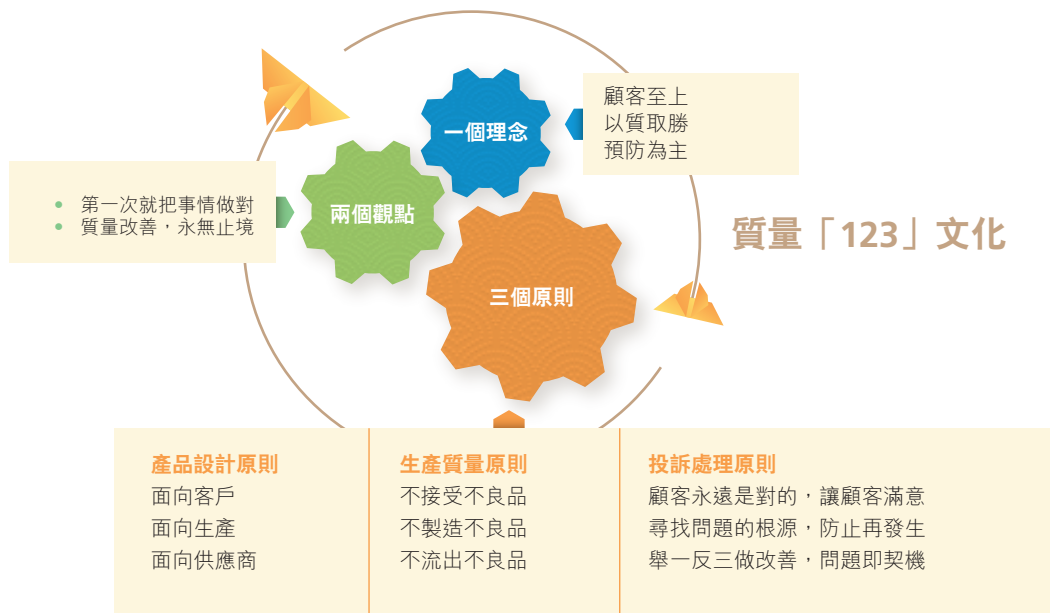 質量「123」文化
一個理念
顧客至上
以質取勝
預防為主
兩個觀點
第一次就把事情做對
質量改善，永無止境
三個原則
產品設計原則
面向客戶
面向生產
面向供應商
生產質量原則
不接受不良品
不製造不良品
不流出不良品
投訴處理原則
顧客永遠是對的，讓顧客滿意
尋找問題的根源，防止再發生
舉一反三做改善，問題即契機